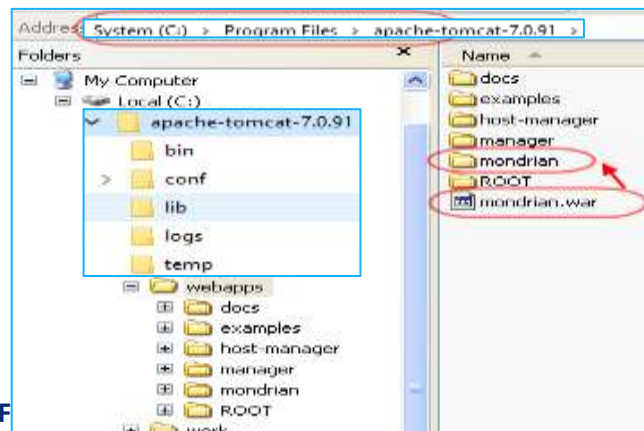 Address System (C:) > Program Files > apache-tomcat-7.0.91 >
Folders
My Computer
Local (C:)
apache-tomcat-7.0.91
bin
conf
lib
logs
temp
webapps
docs
examples
host-manager
manager
mondrian
ROOT
work
Name
docs
examples
host-manager
manager
mondrian
ROOT
mondrian.war
F